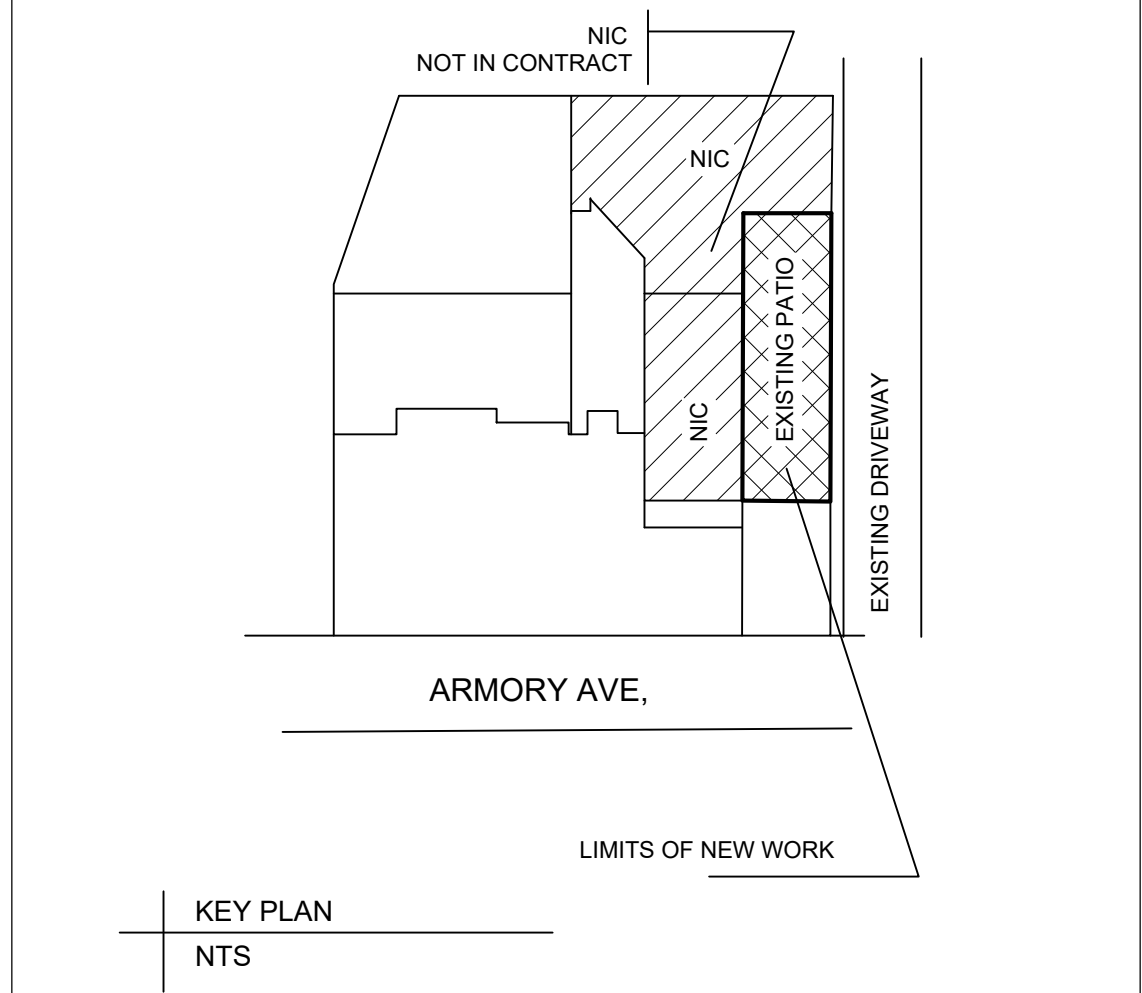 NIC
NOT IN CONTRACT
NIC
EXISTING PATIO
NIC
EXISTING DRIVEWAY
ARMORY AVE,
LIMITS OF NEW WORK
KEY PLAN
NTS